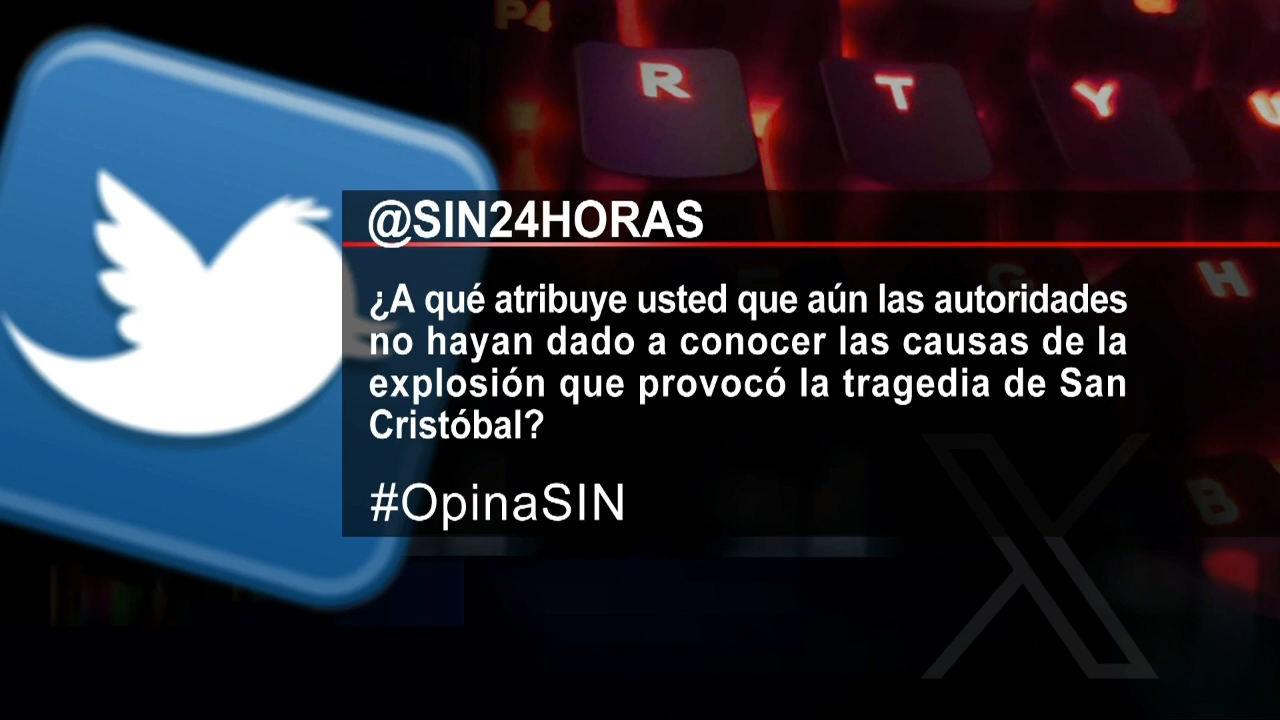 P4
R T Y
@SIN24HORAS
¿A qué atribuye usted que aún las autoridades
no hayan dado a conocer las causas de la
explosión que provocó la tragedia de San
Cristóbal?
G H
#OpinaSIN
B
X